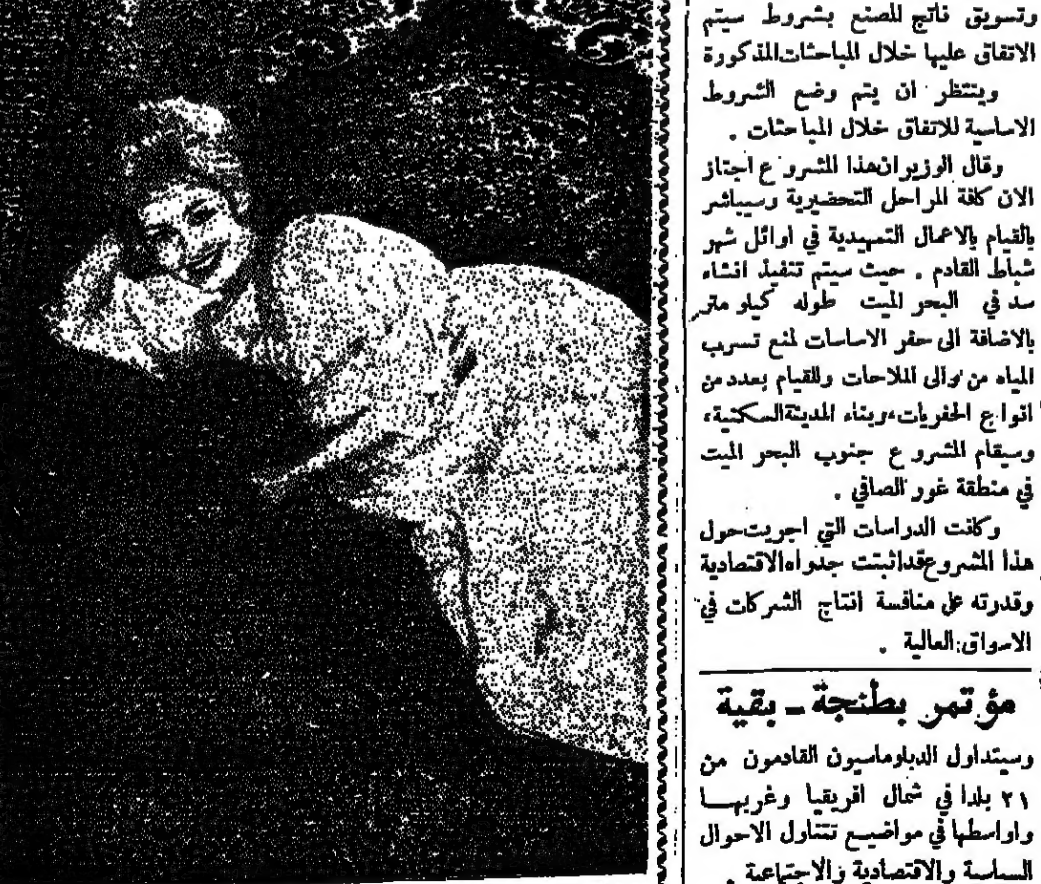 وتسويق ناتج المصنع بشروط سيتم
الاتفاق عليها خلال المباحثات المذكورة
وينتظر ان يتم وضع الشروط
الاساسية للاتفاق خلال المباحثات .
وقال الوزير ان هذا المشروع اجتاز
الان كافة المراحل التحضيرية وسيباشر
بالقيام بالاعمال التمهيدية في اوائل شهر
شباط القادم . حيث سيتم تنفيذ انشاء
سد في البحر الميت طوله كيلو متر
بالاضافة الى حفر الاساسات لمنع تسرب
المياه من والى الملاحات وللقيام بعدد من
انواع الحفريات، وبناء المدينة السكنية،
وسيقام المشروع جنوب البحر الميت
في منطقة غور الصافي .
وكانت الدراسات التي اجريت حول
هذا المشروع قد اثبتت جدواه الاقتصادية
وقدرته على منافسة انتاج الشركات في
الاسواق العالية .
مؤتمر بطنجة - بقية
وسيتداول الدبلوماسيون القادمون من
٢١ بلدا في شمال افريقيا وغربهـا
واواسطها في مواضيع تتناول الاحوال
السياسة والاقتصادية والاجتماعية .